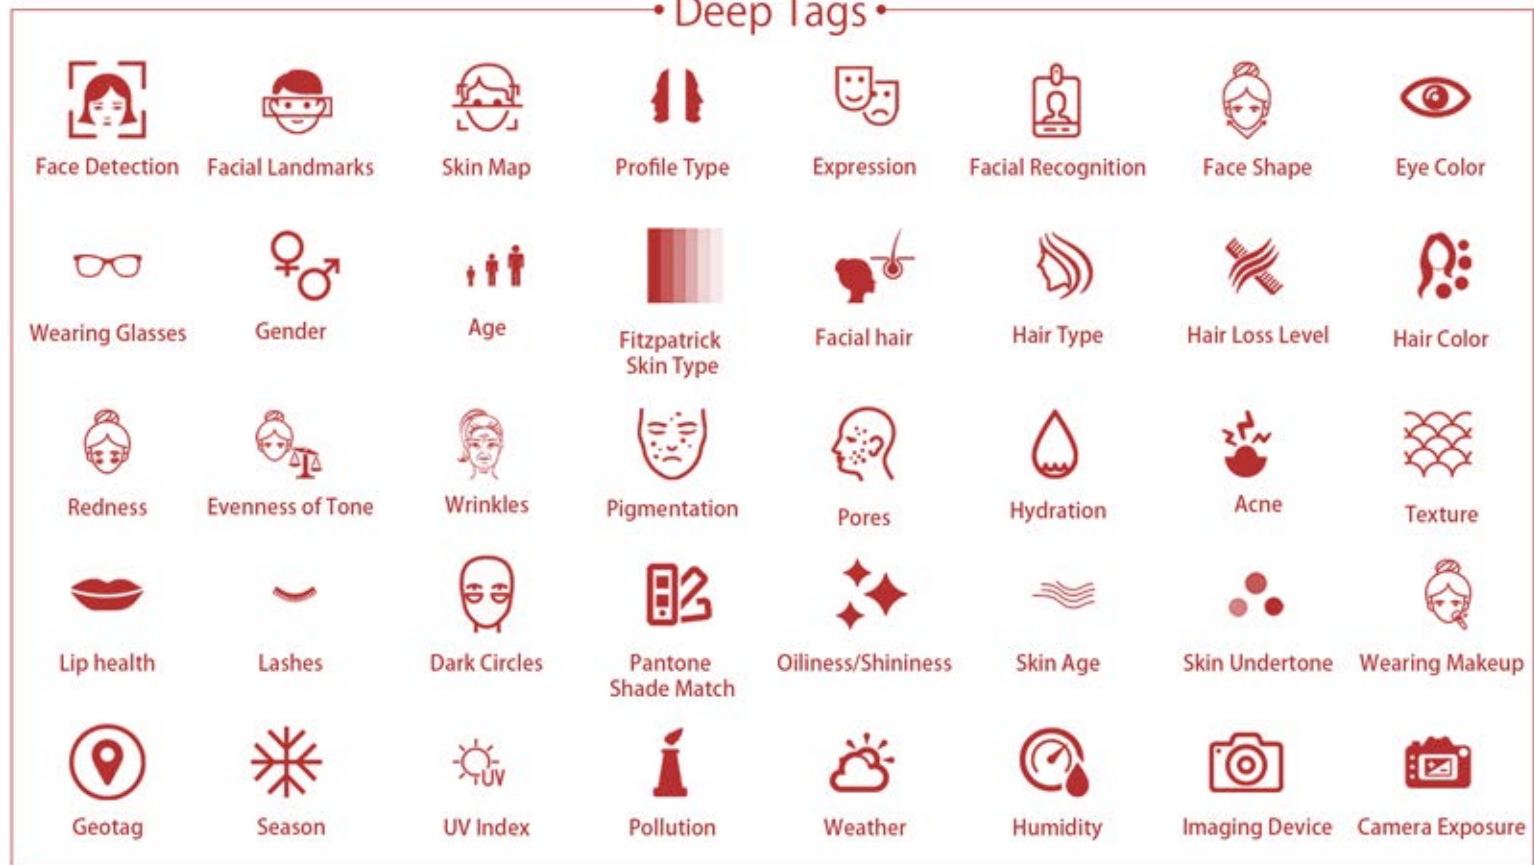 Deep Tags
Face Detection
Facial Landmarks
Skin Map
Profile Type
Expression
Facial Recognition
Face Shape
Eye Color
Wearing Glasses
Gender
Age
Fitzpatrick
Skin Type
Facial hair
Hair Type
Hair Loss Level
Hair Color
Redness
Evenness of Tone
Wrinkles
Pigmentation
Pores
Hydration
Acne
Texture
Lip health
Lashes
Dark Circles
Pantone
Shade Match
Oiliness/Shininess
Skin Age
Skin Undertone
Wearing Makeup
UV
Geotag
Season
UV Index
Pollution
Weather
Humidity
Imaging Device
Camera Exposure